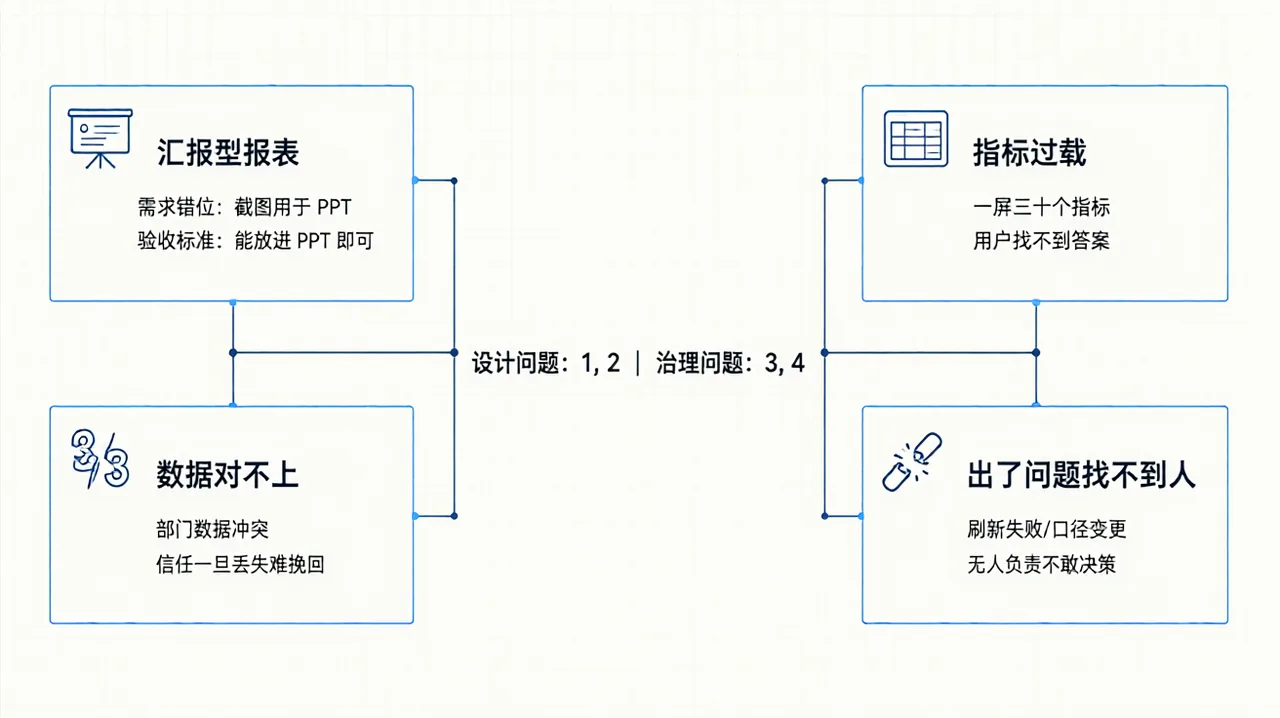 汇报型报表
需求错位：截图用于 PPT
验收标准：能放进 PPT 即可
指标过载
一屏三十个指标
用户找不到答案
设计问题：1, 2 | 治理问题：3, 4
数据对不上
部门数据冲突
信任一旦丢失难挽回
出了问题找不到人
刷新失败/口径变更
无人负责不敢决策